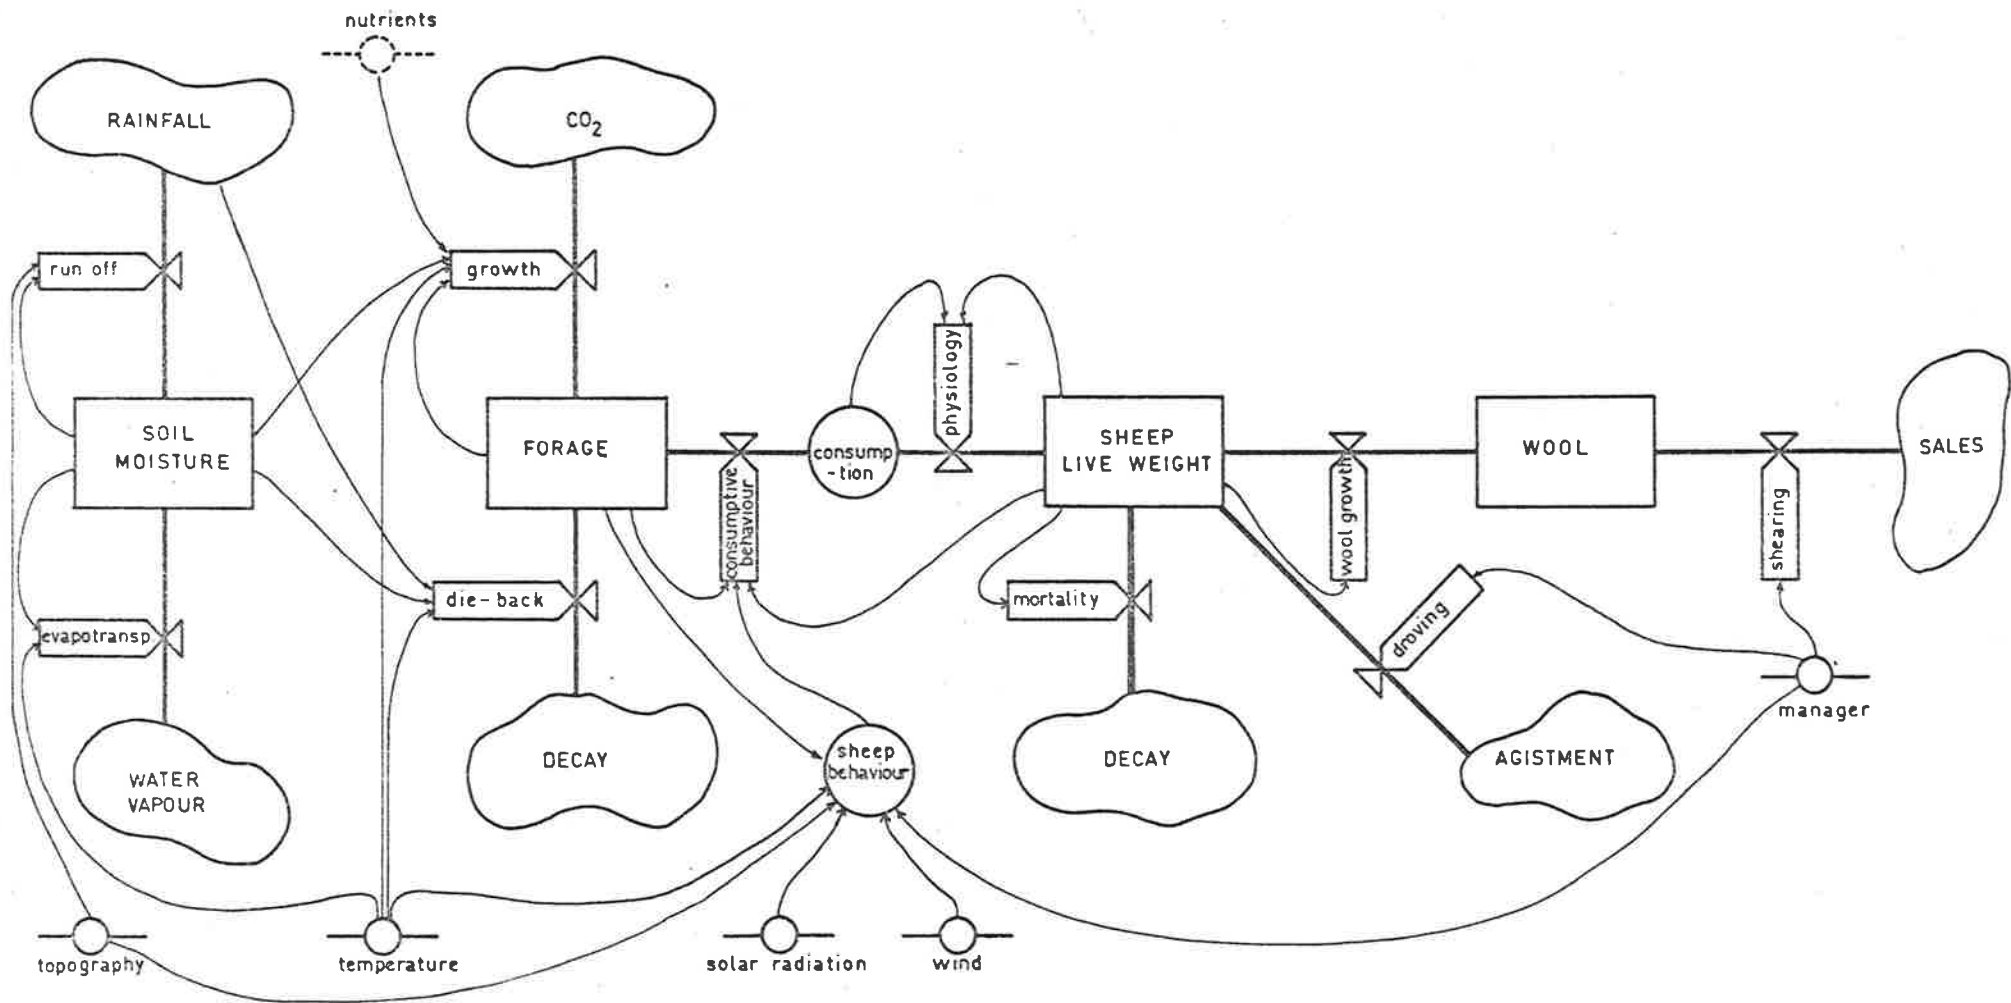 nutrients
RAINFALL
CO2
run off
growth
physiology
SOIL
MOISTURE
FORAGE
consump
-tion
SHEEP
LIVE WEIGHT
WOOL
SALES
consumptive
behaviour
wool growth
shearing
die-back
mortality
droving
evapotransp.
manager
WATER
VAPOUR
DECAY
sheep
behaviour
DECAY
AGISTMENT
topography
temperature
solar radiation
wind